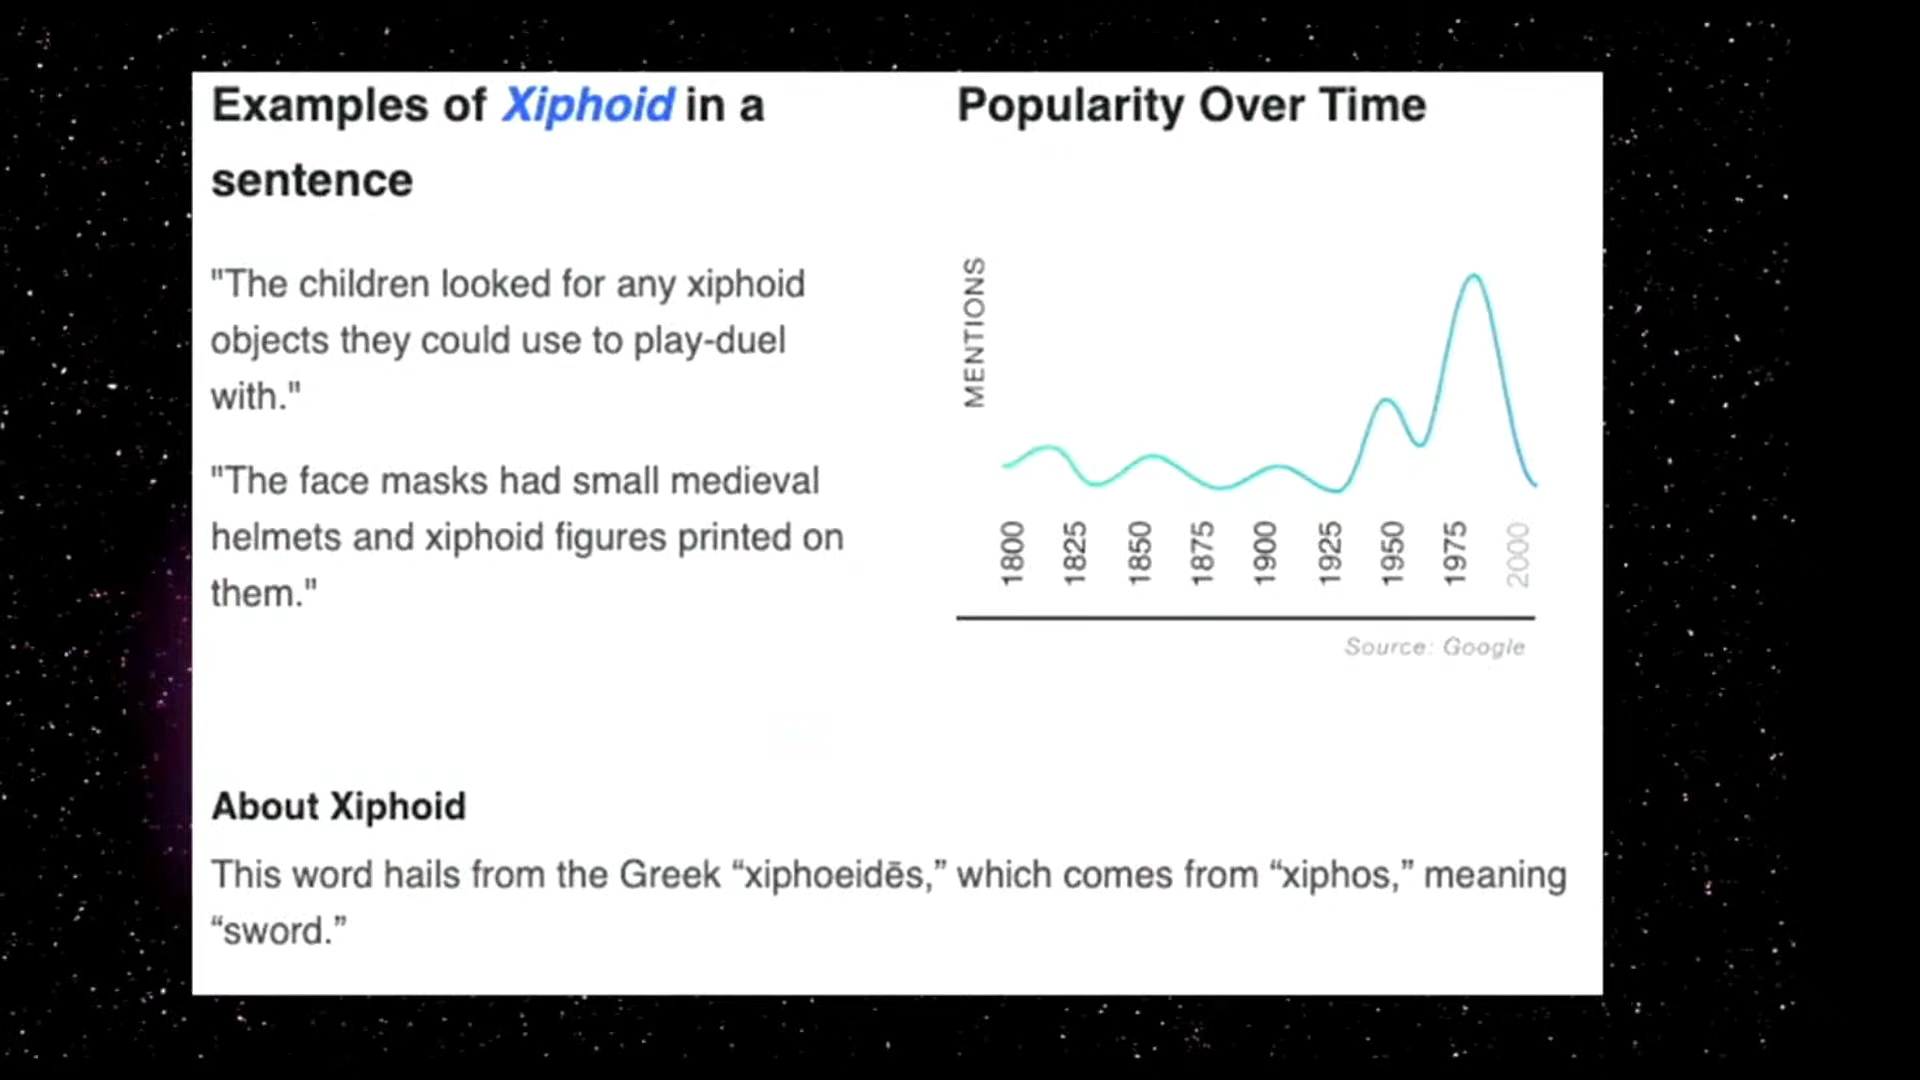 Examples of Xiphoid in a
sentence
"The children looked for any xiphoid
objects they could use to play-duel
with."
"The face masks had small medieval
helmets and xiphoid figures printed on
them."
Popularity Over Time
MENTIONS
1800
1825
1850
1875
1900
1925
1950
1975
2000
Source: Google
About Xiphoid
This word hails from the Greek “xiphoeidēs,” which comes from “xiphos,” meaning
“sword.”